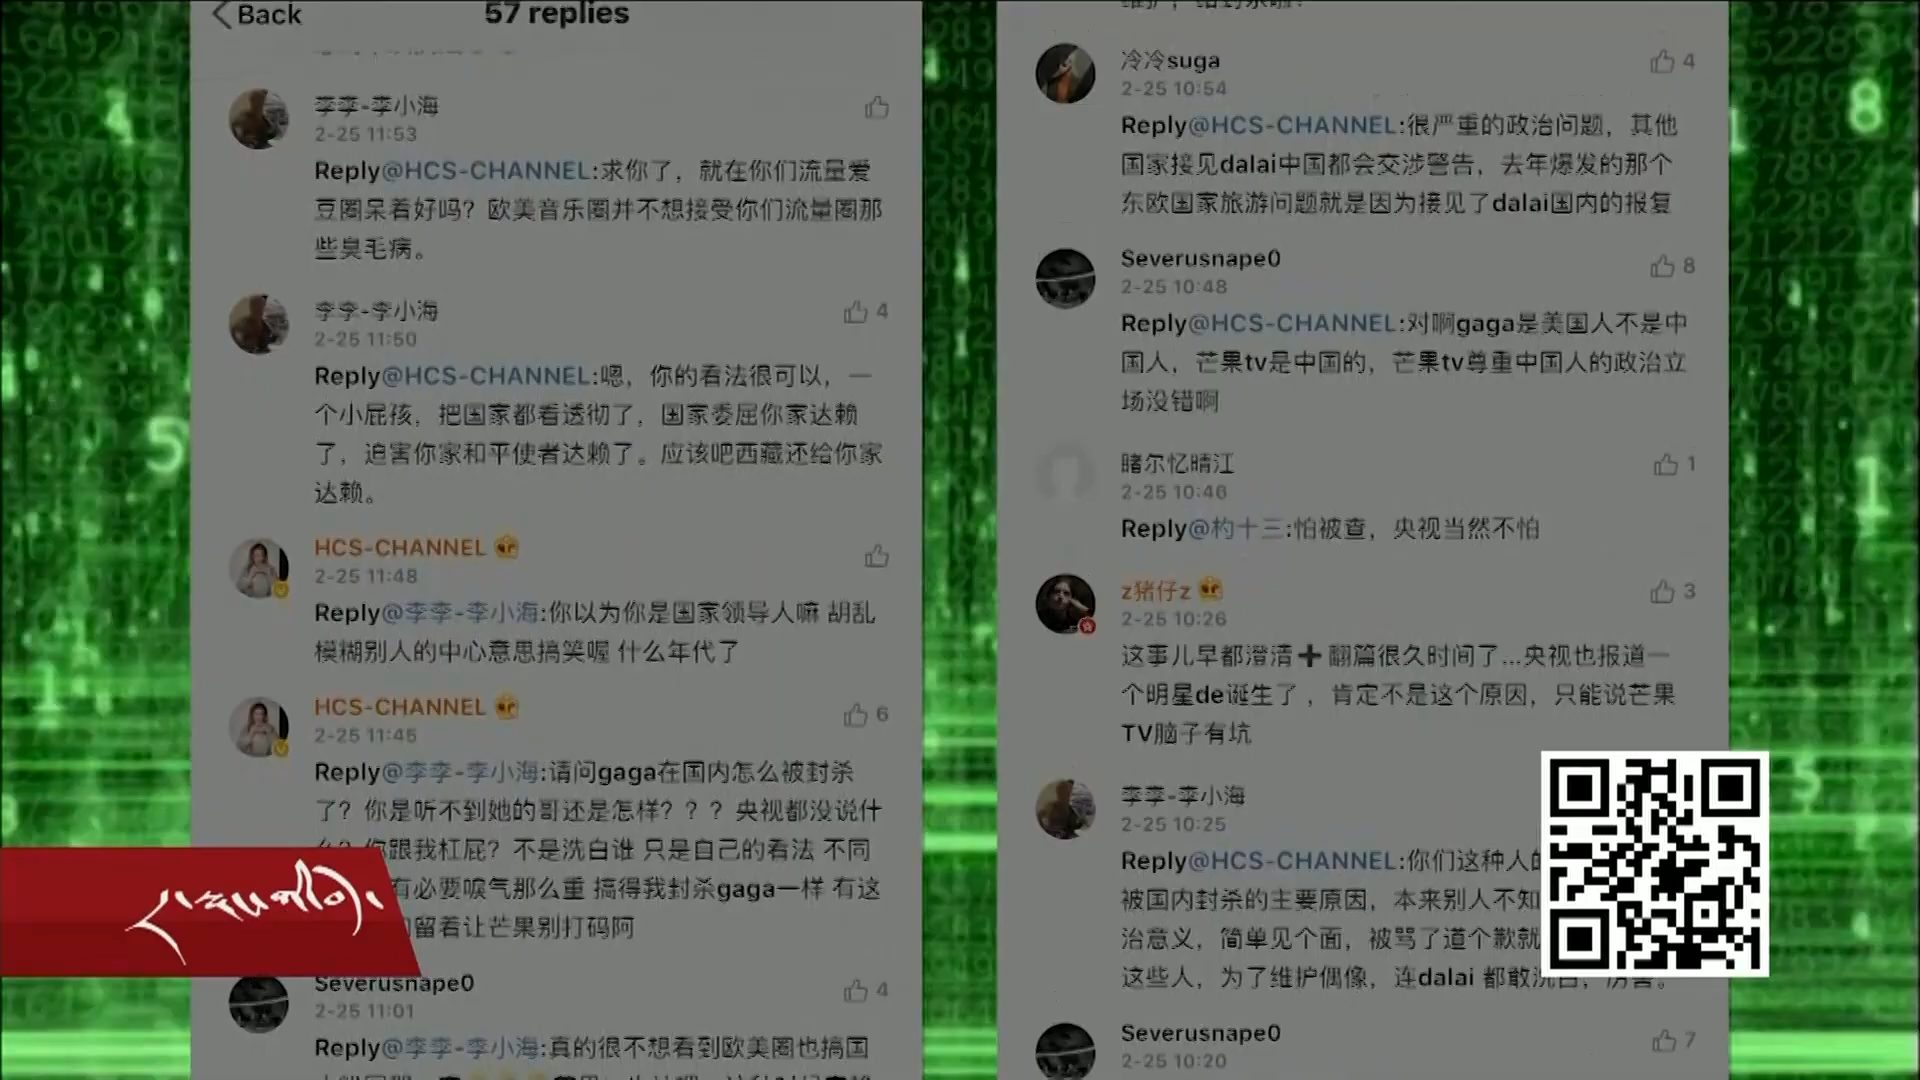 Back
57 replies
李李-李小海
2-25 11:53
Reply@HCS-CHANNEL:求你了，就在你们流量爱
豆圈呆着好吗？欧美音乐圈并不想接受你们流量圈那
些臭毛病。
李李-李小海
4
2-25 11:50
Reply@HCS-CHANNEL:嗯，你的看法很可以，一
个小屁孩，把国家都看透彻了，国家委屈你家达赖
了，迫害你家和平使者达赖了。应该吧西藏还给你家
达赖。
HCS-CHANNEL
2-25 11:48
Reply@李李-李小海:你以为你是国家领导人嘛 胡乱
模糊别人的中心意思搞笑喔 什么年代了
HCS-CHANNEL
6
2-25 11:45
Reply@李李-李小海:请问gaga在国内怎么被封杀
了？你是听不到她的哥还是怎样？？？央视都没说什
你跟我杠屁？不是洗白谁 只是自己的看法 不同
有必要唳气那么重 搞得我封杀gaga一样 有这
留着让芒果别打码阿
Severusnape0
4
2-25 11:01
Reply@李李-李小海:真的很不想看到欧美圈也搞国
冷冷suga
4
2-25 10:54
Reply@HCS-CHANNEL:很严重的政治问题，其他
国家接见dalai中国都会交涉警告，去年爆发的那个
东欧国家旅游问题就是因为接见了dalai国内的报复
Severusnape0
8
2-25 10:48
Reply@HCS-CHANNEL:对啊gaga是美国人不是中
国人，芒果tv是中国的，芒果tv尊重中国人的政治立
场没错啊
睹尔忆晴江
1
2-25 10:46
Reply@杓十三:怕被查，央视当然不怕
z猪仔z
3
2-25 10:26
这事儿早都澄清➕翻篇很久时间了...央视也报道一
个明星de诞生了，肯定不是这个原因，只能说芒果
TV脑子有坑
李李-李小海
2-25 10:25
Reply@HCS-CHANNEL:你们这种人
被国内封杀的主要原因，本来别人不知
治意义，简单见个面，被骂了道个歉就
这些人，为了维护偶像，连dalai 都敢洗白，厉害。
Severusnape0
7
2-25 10:20